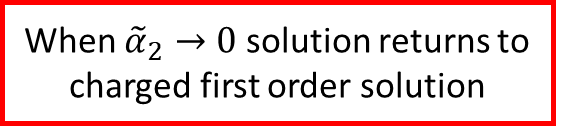 When α̃₂ → 0 solution returns to
charged first order solution